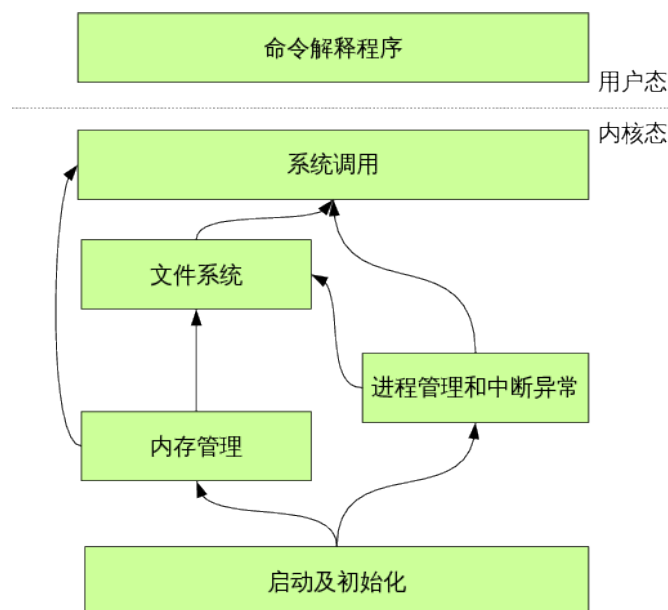 命令解释程序
用户态
内核态
系统调用
文件系统
进程管理和中断异常
内存管理
启动及初始化